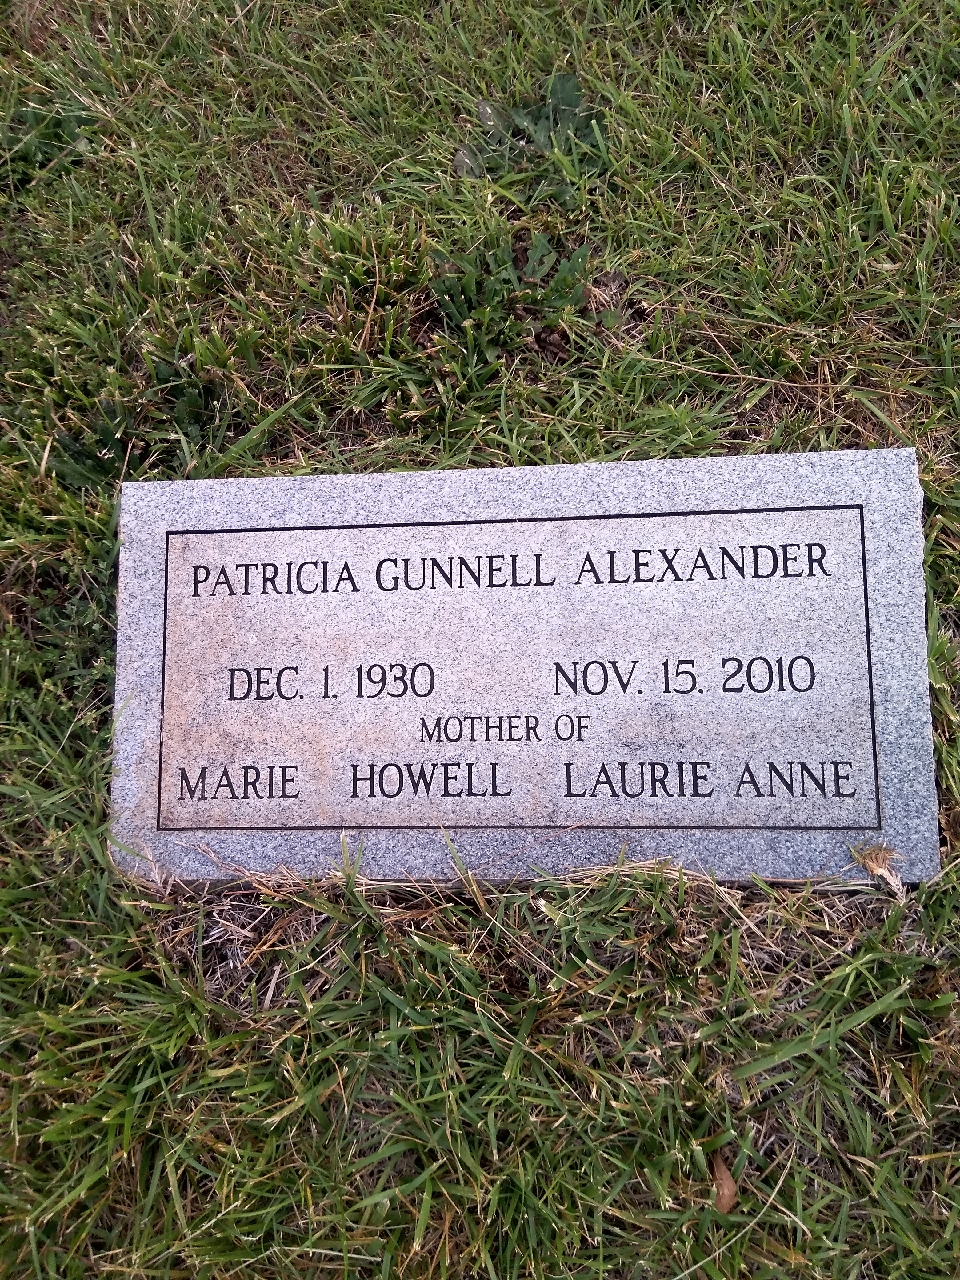 PATRICIA GUNNELL ALEXANDER
DEC. 1. 1930 NOV. 15. 2010
MOTHER OF
MARIE HOWELL LAURIE ANNE